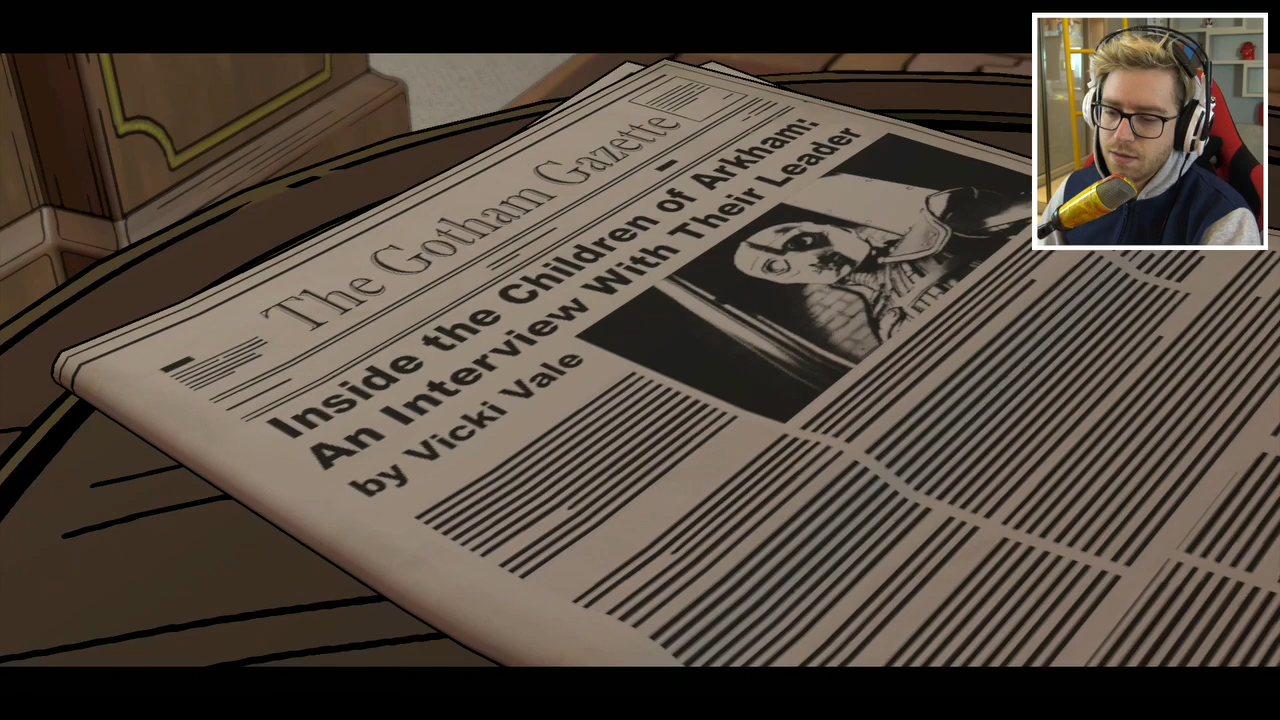 The Gotham Gazette
Inside the Children of Arkham:
An Interview With Their Leader
by Vicki Vale